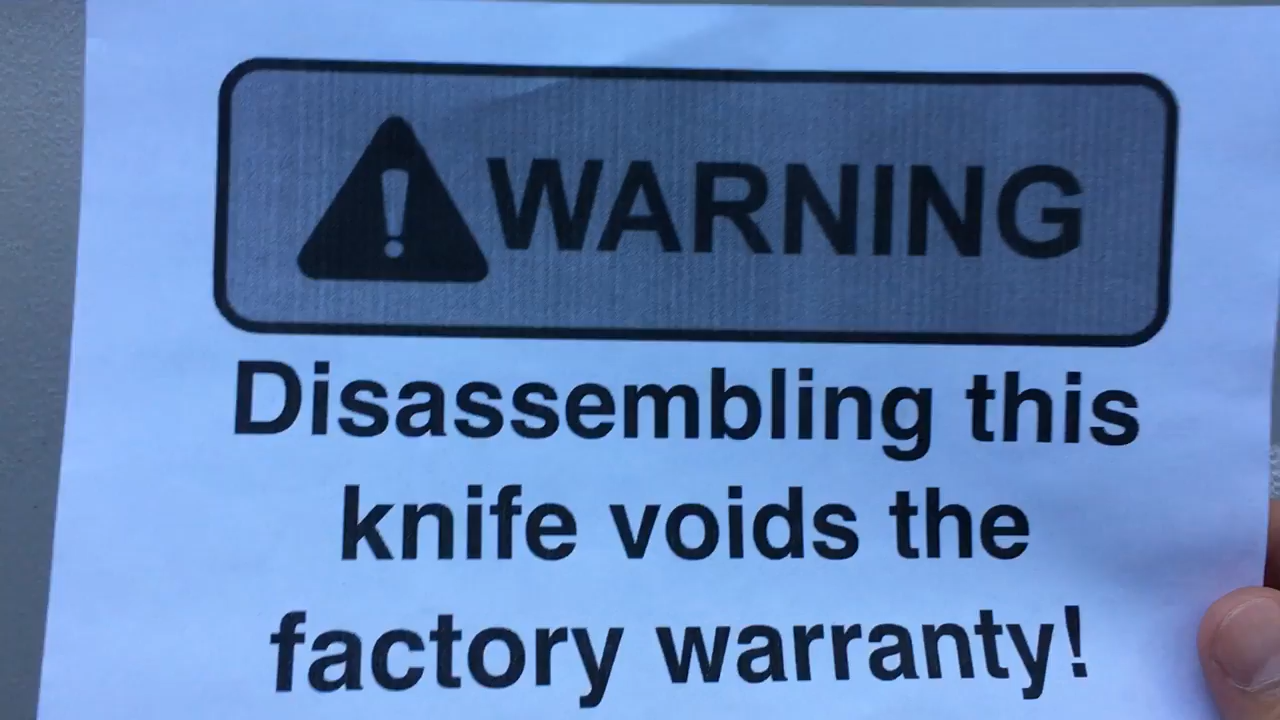 WARNING
Disassembling this
knife voids the
factory warranty!